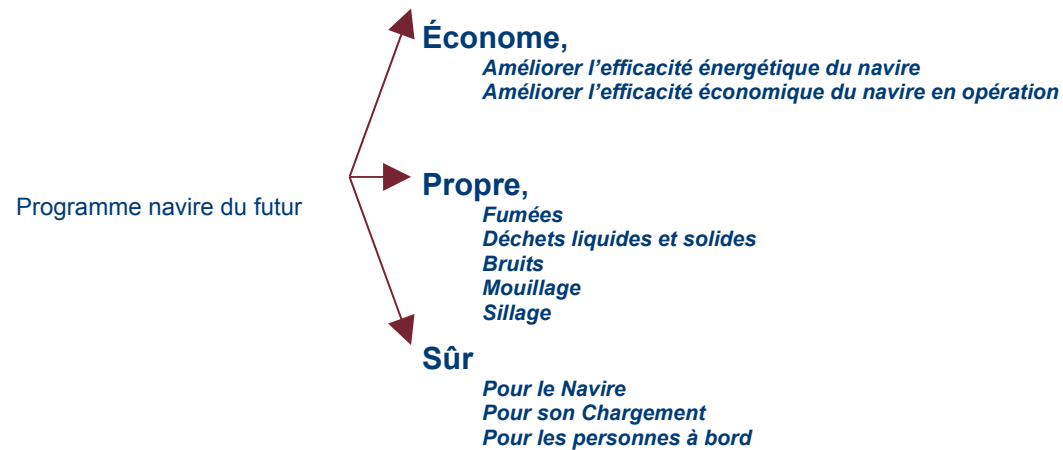 Économe,
Améliorer l'efficacité énergétique du navire
Améliorer l'efficacité économique du navire en opération
Programme navire du futur
Propre,
Fumées
Déchets liquides et solides
Bruits
Mouillage
Sillage
Sûr
Pour le Navire
Pour son Chargement
Pour les personnes à bord